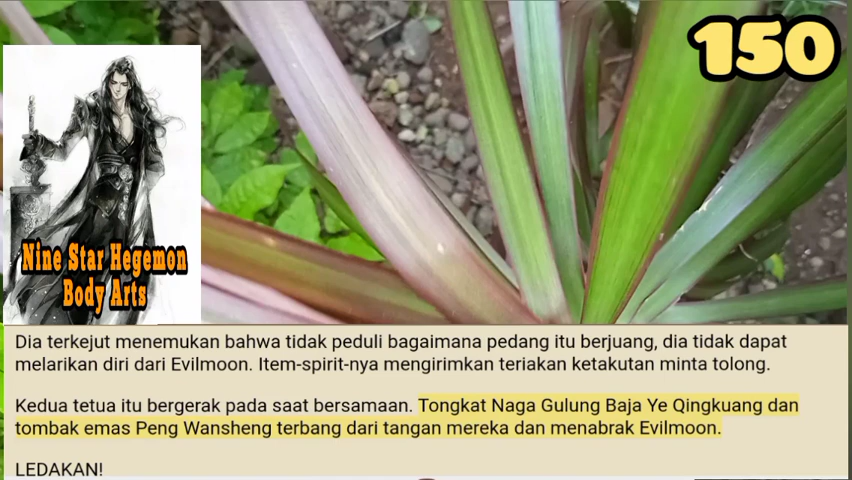 150
Nine Star Hegemon
Body Arts
Dia terkejut menemukan bahwa tidak peduli bagaimana pedang itu berjuang, dia tidak dapat
melarikan diri dari Evilmoon. Item-spirit-nya mengirimkan teriakan ketakutan minta tolong.
Kedua tetua itu bergerak pada saat bersamaan. Tongkat Naga Gulung Baja Ye Qingkuang dan
tombak emas Peng Wansheng terbang dari tangan mereka dan menabrak Evilmoon.
LEDAKAN!